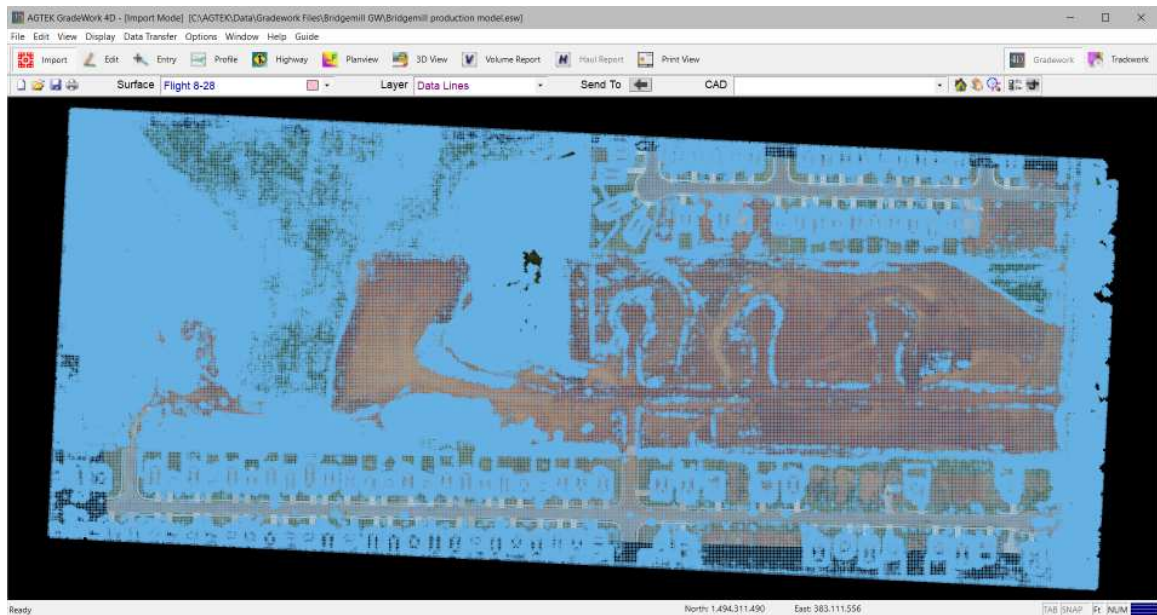 AGTEK GradeWork 4D - [Import Mode] [C:\AGTEK\Data\Gradework Files\Bridgemill GW\Bridgemill production model.esw]
File Edit View Display Data Transfer Options Window Help Guide
Import Edit Entry Profile Highway Planview 3D View Volume Report Haul Report Print View 4D Gradework Trackwork
Surface Flight 8-28 Layer Data Lines Send To CAD
Ready North: 1,494,311.490 East: 383,111.556 TAB SNAP Ft NUM